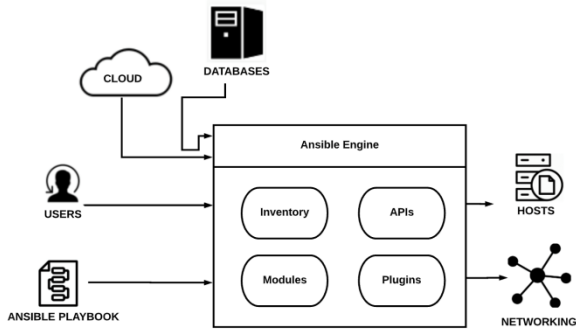 DATABASES
CLOUD
Ansible Engine
USERS
Inventory
APIs
HOSTS
Modules
Plugins
ANSIBLE PLAYBOOK
NETWORKING